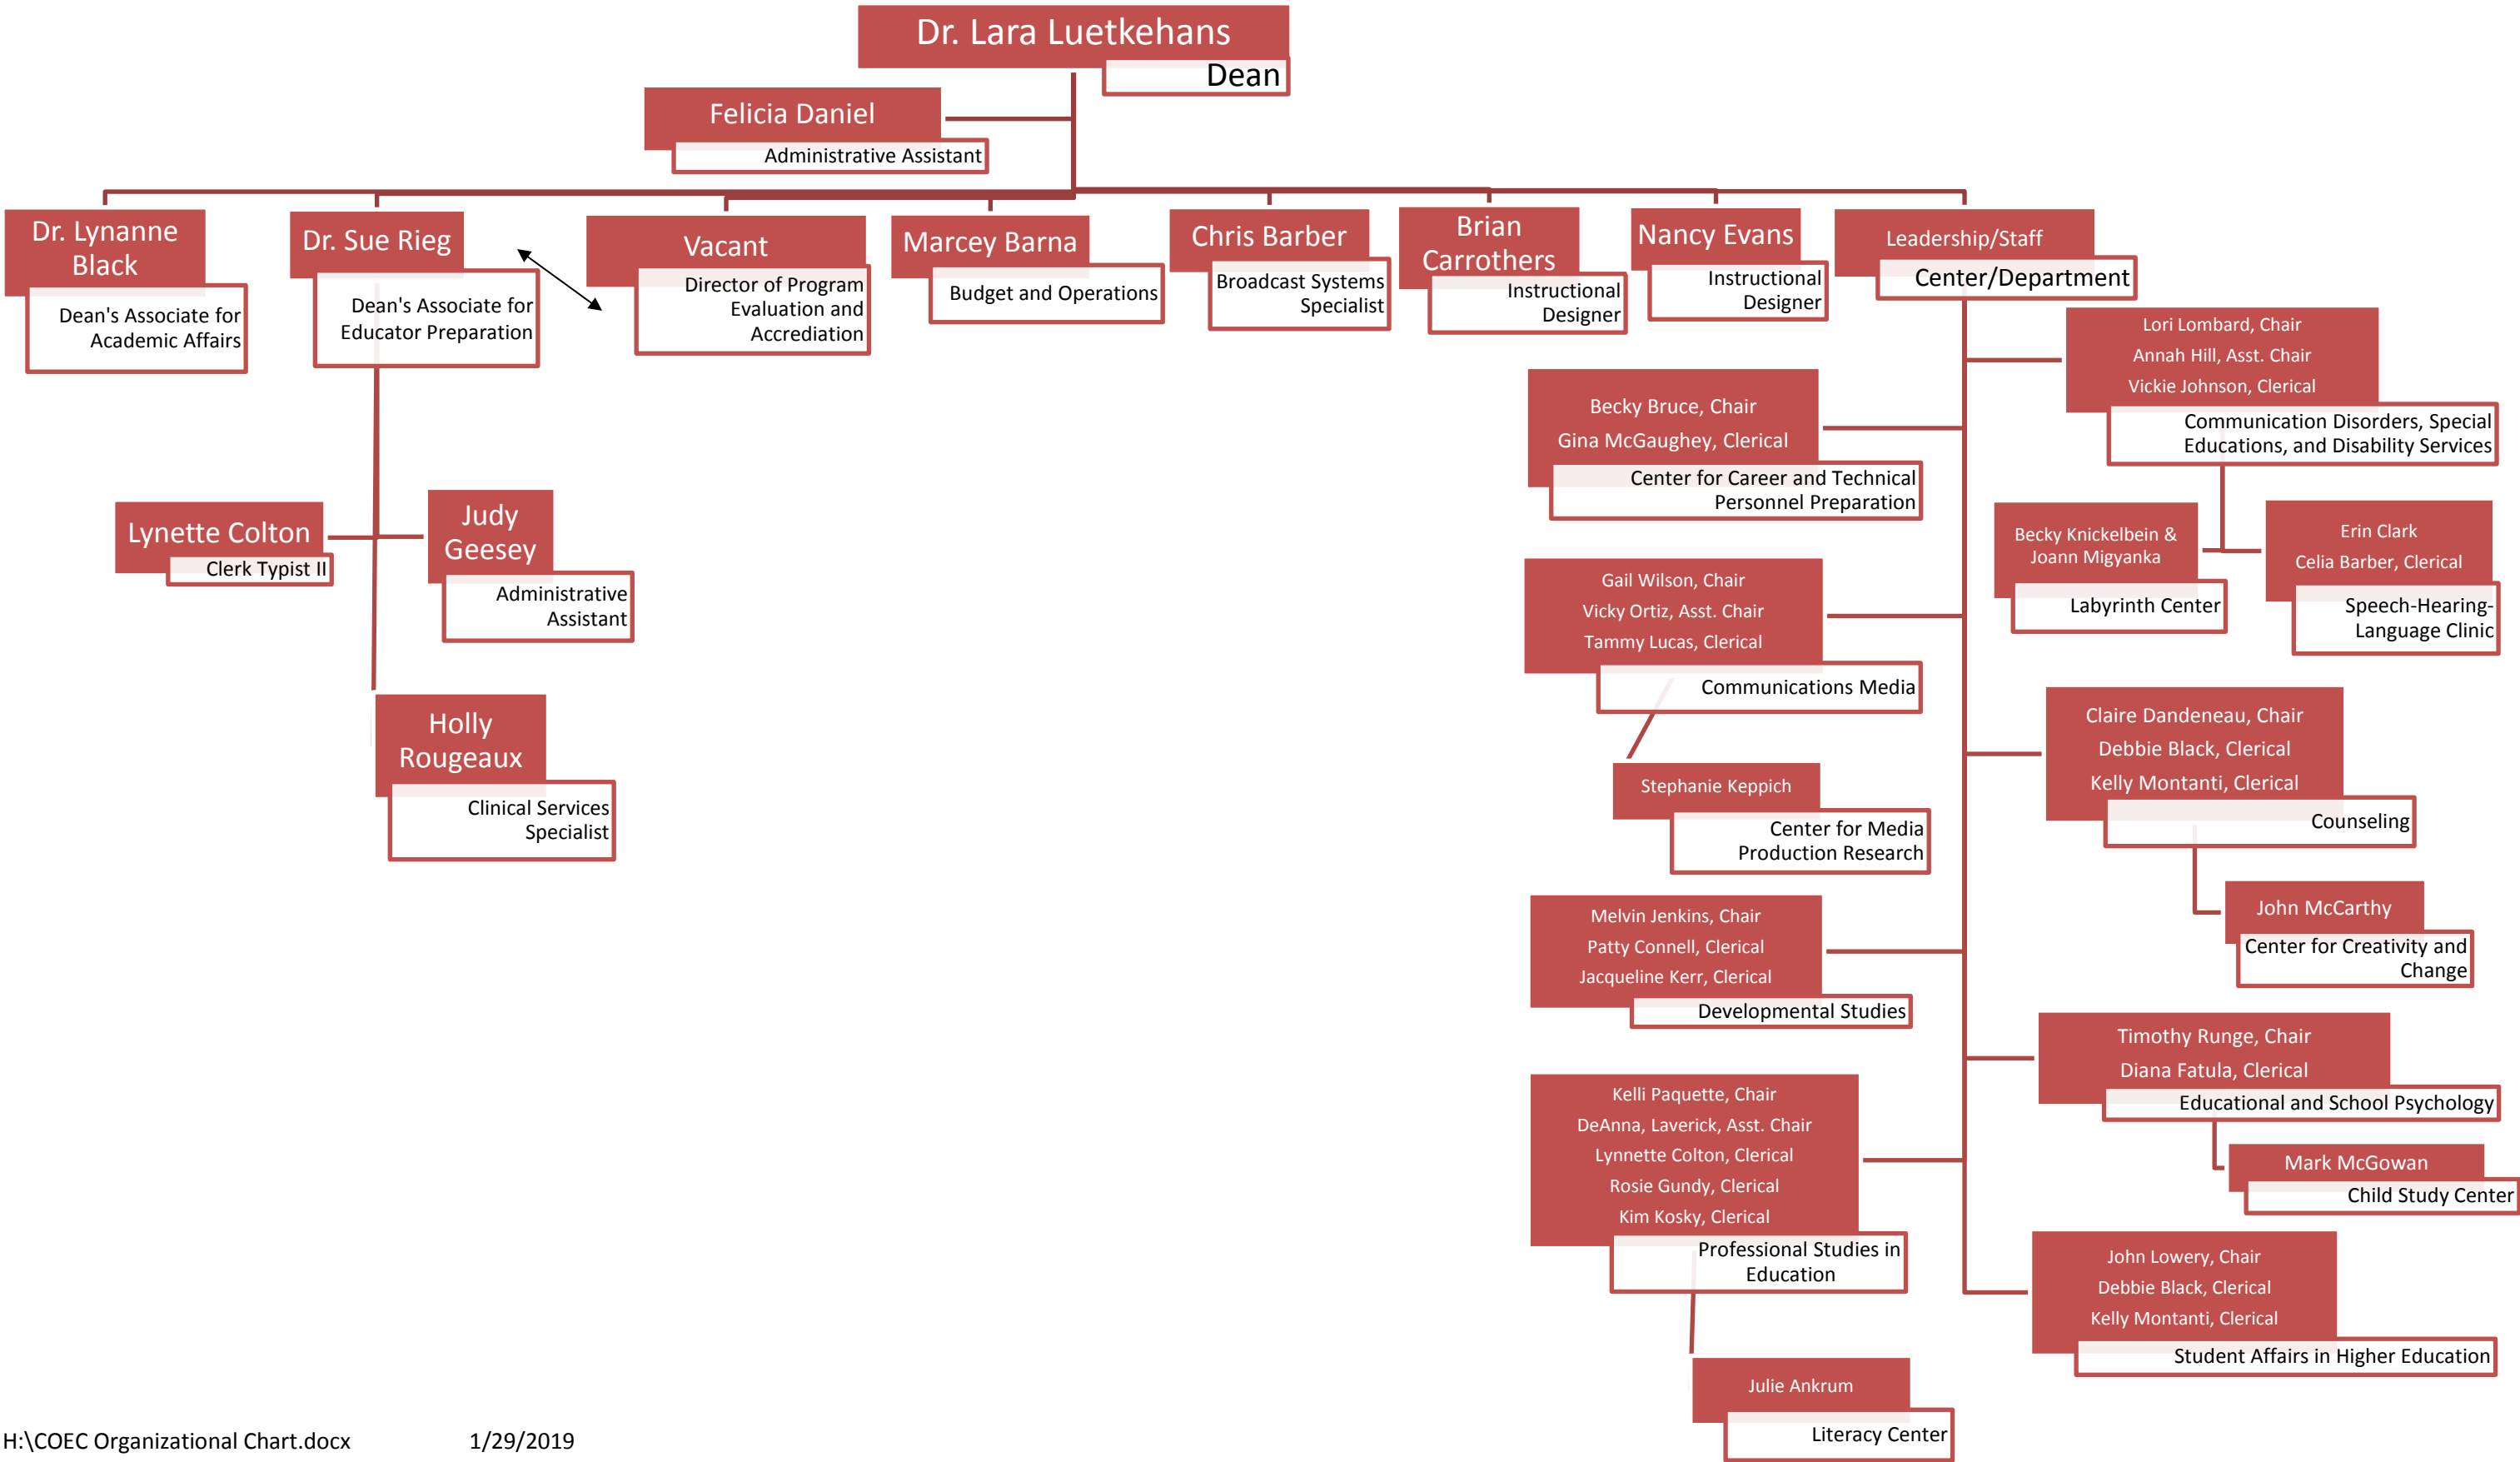 Dr. Lara Luetkehans
Dean
Felicia Daniel
Administrative Assistant
Dr. Lynanne
Black
Dean's Associate for
Academic Affairs
Dr. Sue Rieg
Dean's Associate for
Educator Preparation
Vacant
Director of Program
Evaluation and
Accrediation
Marcey Barna
Budget and Operations
Chris Barber
Broadcast Systems
Specialist
Brian
Carrothers
Instructional
Designer
Nancy Evans
Instructional
Designer
Leadership/Staff
Center/Department
Lynette Colton
Clerk Typist II
Judy
Geesey
Administrative
Assistant
Holly
Rougeaux
Clinical Services
Specialist
Lori Lombard, Chair
Annah Hill, Asst. Chair
Vickie Johnson, Clerical
Communication Disorders, Special
Educations, and Disability Services
Becky Bruce, Chair
Gina McGaughey, Clerical
Center for Career and Technical
Personnel Preparation
Becky Knickelbein &
Joann Migyanka
Labyrinth Center
Erin Clark
Celia Barber, Clerical
Speech-Hearing-
Language Clinic
Gail Wilson, Chair
Vicky Ortiz, Asst. Chair
Tammy Lucas, Clerical
Communications Media
Stephanie Keppich
Center for Media
Production Research
Claire Dandeneau, Chair
Debbie Black, Clerical
Kelly Montanti, Clerical
Counseling
John McCarthy
Center for Creativity and
Change
Melvin Jenkins, Chair
Patty Connell, Clerical
Jacqueline Kerr, Clerical
Developmental Studies
Timothy Runge, Chair
Diana Fatula, Clerical
Educational and School Psychology
Mark McGowan
Child Study Center
Kelli Paquette, Chair
DeAnna, Laverick, Asst. Chair
Lynnette Colton, Clerical
Rosie Gundy, Clerical
Kim Kosky, Clerical
Professional Studies in
Education
John Lowery, Chair
Debbie Black, Clerical
Kelly Montanti, Clerical
Student Affairs in Higher Education
Julie Ankrum
Literacy Center
H:\COEC Organizational Chart.docx 1/29/2019